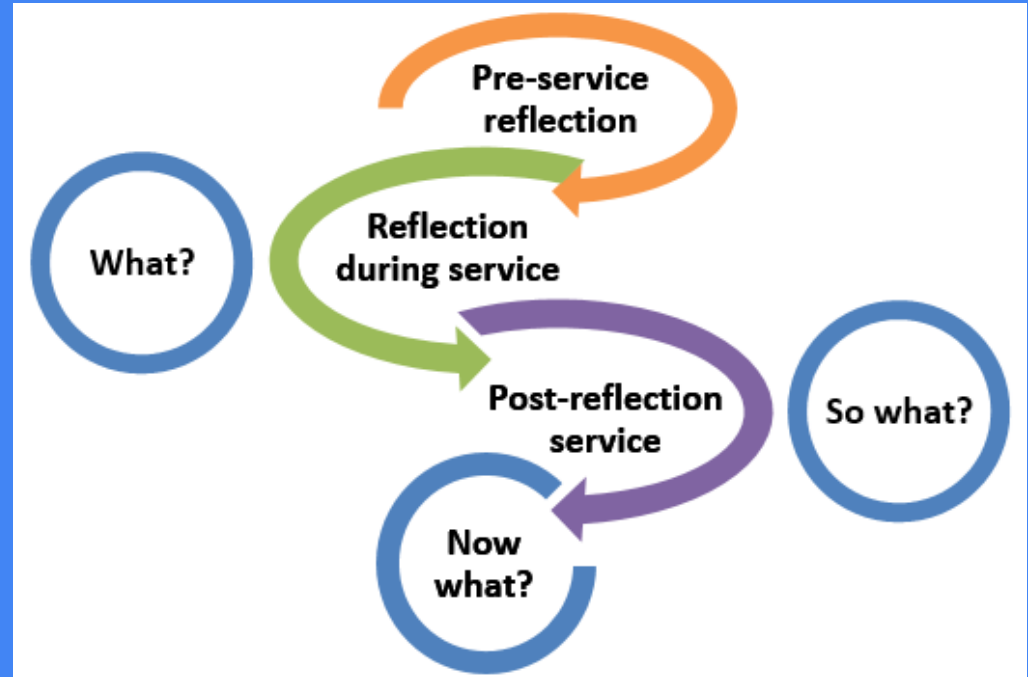 Pre-service
reflection
Reflection
during service
What?
Post-reflection
service
So what?
Now
what?